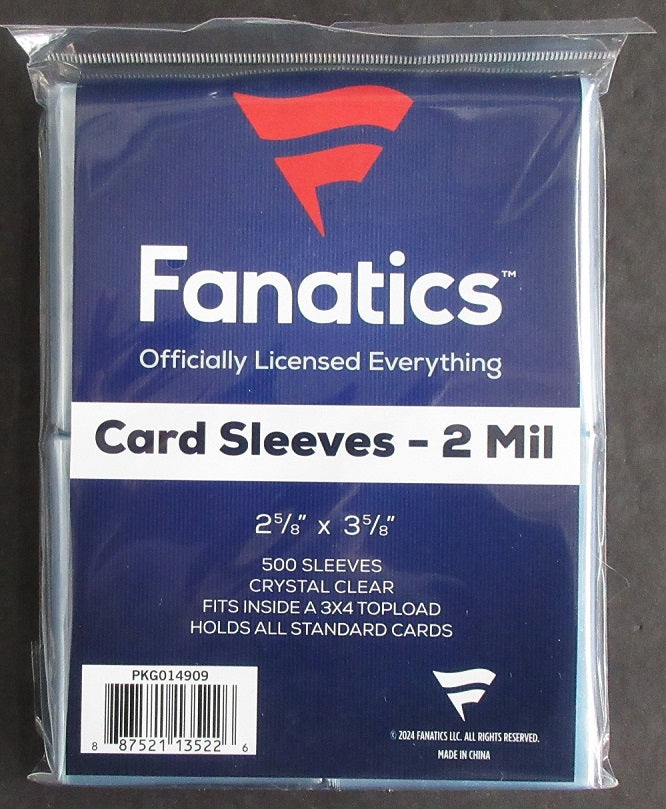 Fanatics™
Officially Licensed Everything
Card Sleeves - 2 Mil
2⁵/₈" x 3⁵/₈"
500 SLEEVES
CRYSTAL CLEAR
FITS INSIDE A 3X4 TOPLOAD
HOLDS ALL STANDARD CARDS
PKG014909
8 87521 13522 6
© 2024 FANATICS LLC. ALL RIGHTS RESERVED.
MADE IN CHINA